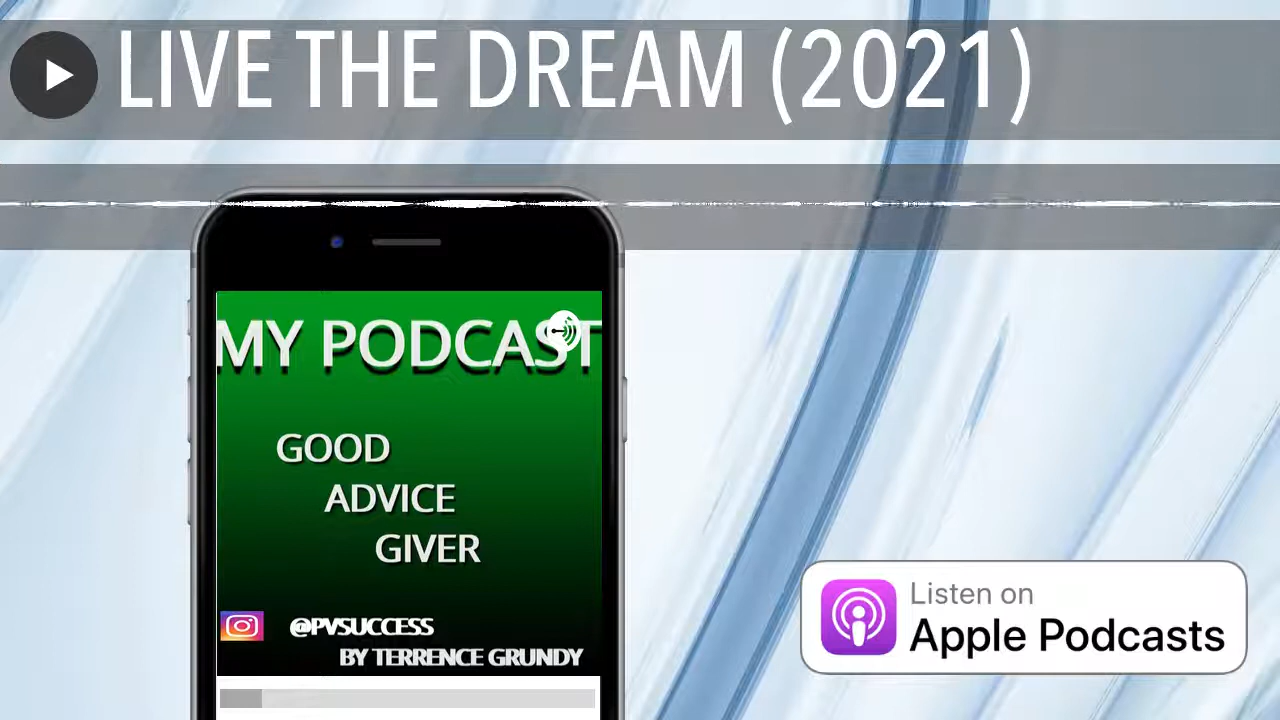 LIVE THE DREAM (2021)
MY PODCAST
GOOD
ADVICE
GIVER
@PVSUCCESS
BY TERRENCE GRUNDY
Listen on
Apple Podcasts